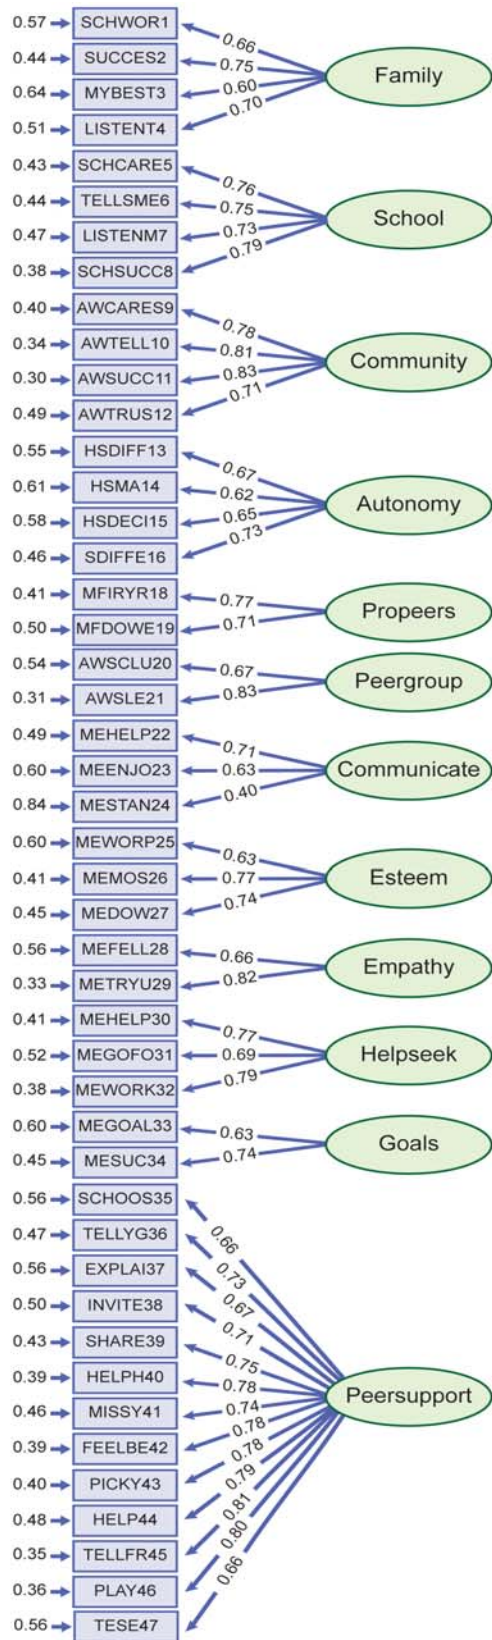 0.57 SCHWOR1 0.66
0.44 SUCCES2 0.75 Family
0.64 MYBEST3 0.60
0.51 LISTENT4 0.70
0.43 SCHCARE5 0.76
0.44 TELLSME6 0.75 School
0.47 LISTENM7 0.73
0.38 SCHSUCC8 0.79
0.40 AWCARES9 0.78
0.34 AWTELL10 0.81 Community
0.30 AWSUCC11 0.83
0.49 AWTRUS12 0.71
0.55 HSDIFF13 0.67
0.61 HSMA14 0.62 Autonomy
0.58 HSDECI15 0.65
0.46 SDIFFE16 0.73
0.41 MFIRYR18 0.77 Propeers
0.50 MFDOWE19 0.71
0.54 AWSCLU20 0.67 Peergroup
0.31 AWSLE21 0.83
0.49 MEHELP22 0.71
0.60 MEENJO23 0.63 Communicate
0.84 MESTAN24 0.40
0.60 MEWORP25 0.63
0.41 MEMOS26 0.77 Esteem
0.45 MEDOW27 0.74
0.56 MEFELL28 0.66 Empathy
0.33 METRYU29 0.82
0.41 MEHELP30 0.77
0.52 MEGOFO31 0.69 Helpseek
0.38 MEWORK32 0.79
0.60 MEGOAL33 0.63 Goals
0.45 MESUC34 0.74
0.56 SCHOOS35 0.66
0.47 TELLYG36 0.73
0.56 EXPLAI37 0.67
0.50 INVITE38 0.71
0.43 SHARE39 0.75
0.39 HELPH40 0.78 Peersupport
0.46 MISSY41 0.74
0.39 FEELBE42 0.78
0.40 PICKY43 0.78
0.48 HELP44 0.79
0.35 TELLFR45 0.81
0.36 PLAY46 0.80
0.56 TESE47 0.66